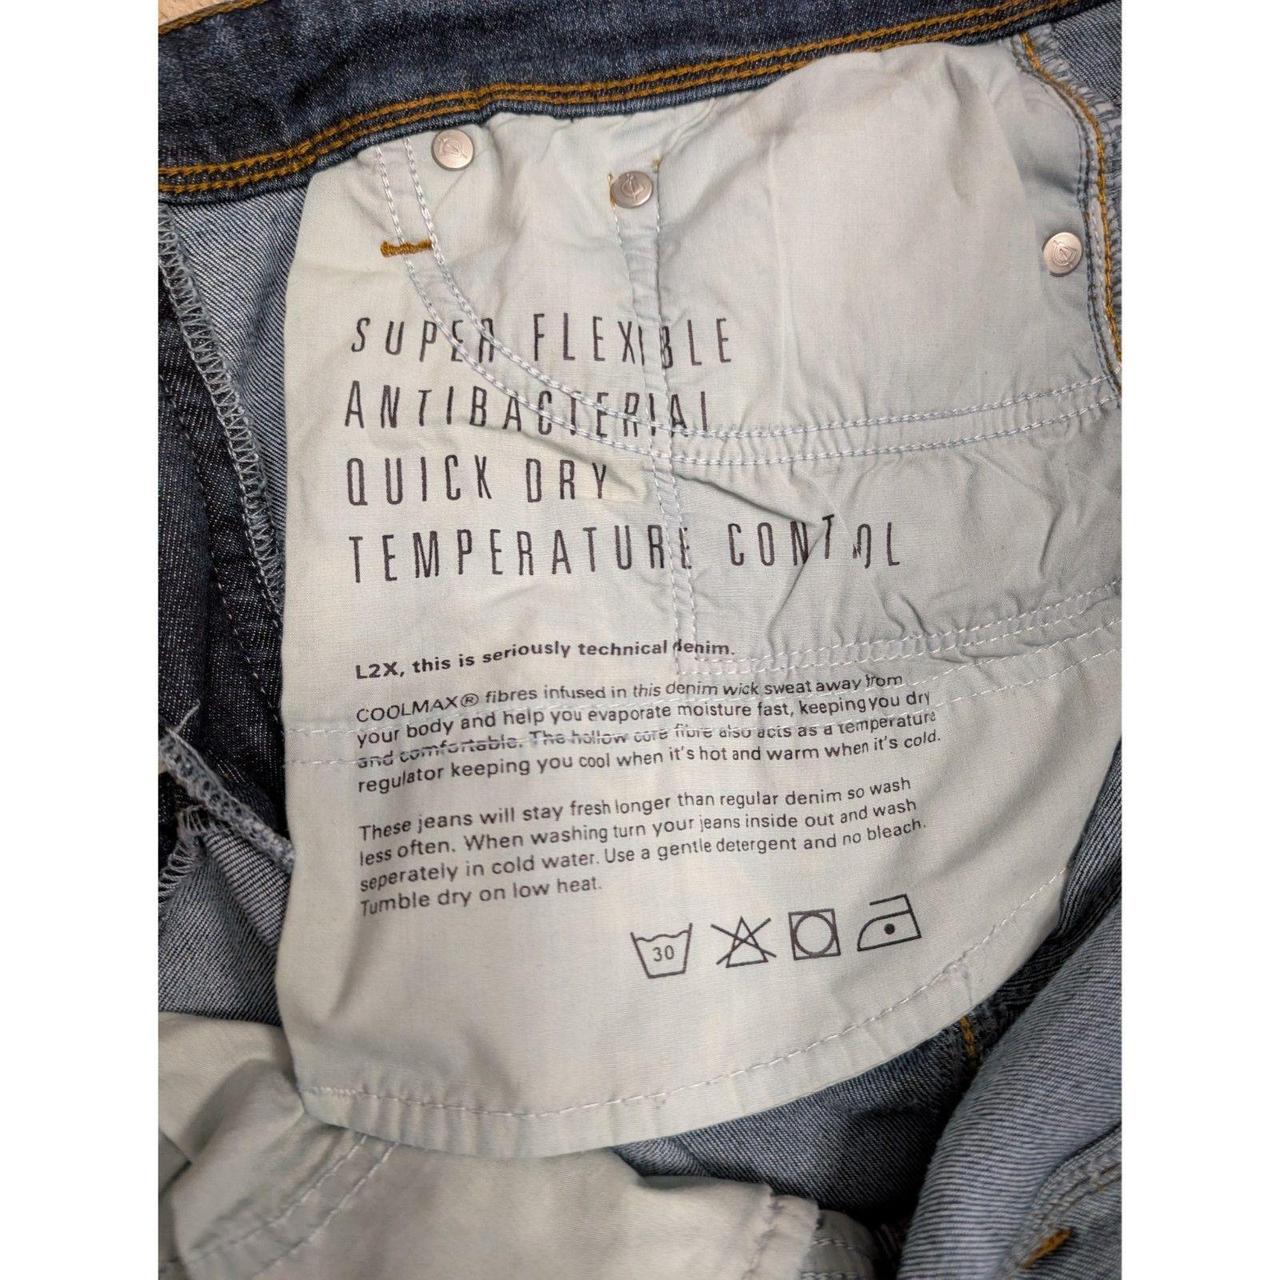 SUPER FLEXIBLE
ANTIBACTERIAL
QUICK DRY
TEMPERATURE CONTROL
L2X, this is seriously technical denim.
COOLMAX® fibres infused in this denim wick sweat away from
your body and help you evaporate moisture fast, keeping you dry
and comfortable. The hollow core fibre also acts as a temperature
regulator keeping you cool when it's hot and warm when it's cold.
These jeans will stay fresh longer than regular denim so wash
less often. When washing turn your jeans inside out and wash
seperately in cold water. Use a gentle detergent and no bleach.
Tumble dry on low heat.
30